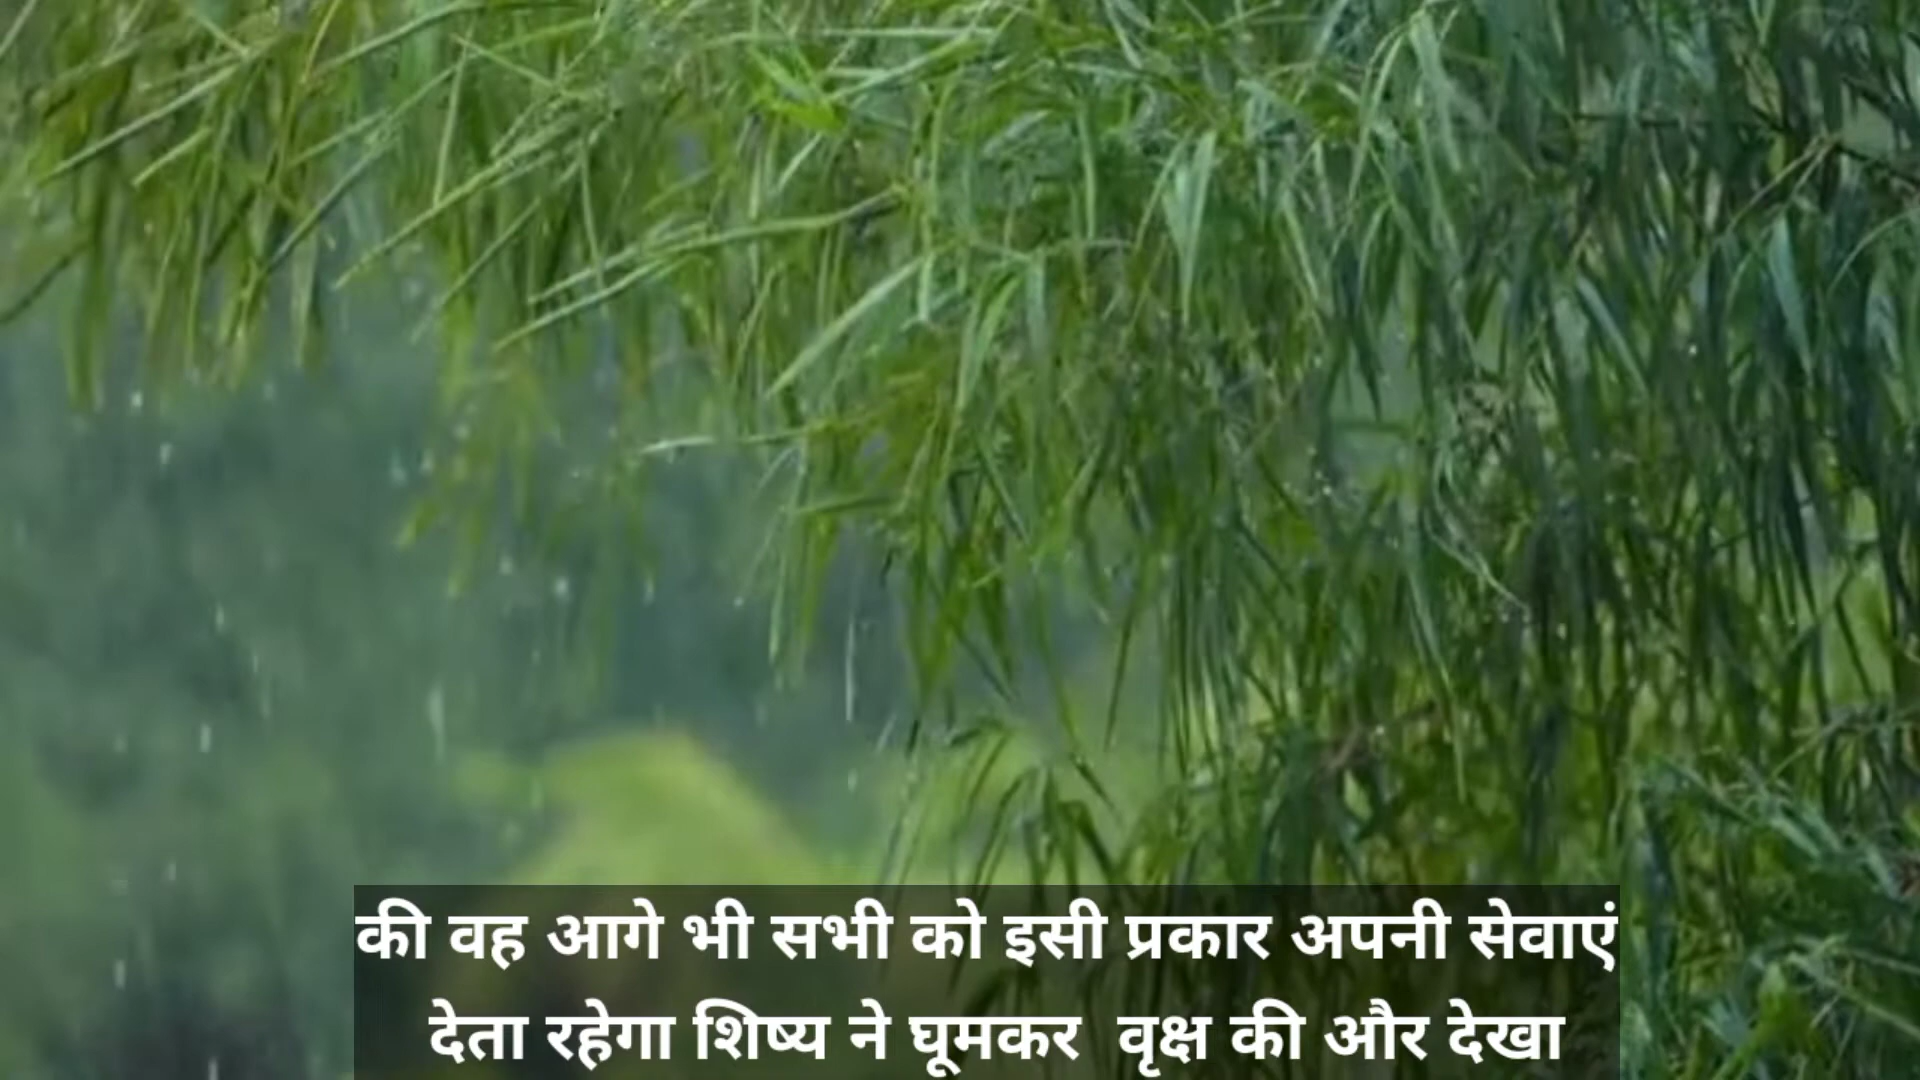 की वह आगे भी सभी को इसी प्रकार अपनी सेवाएं
देता रहेगा शिष्य ने घूमकर वृक्ष की और देखा